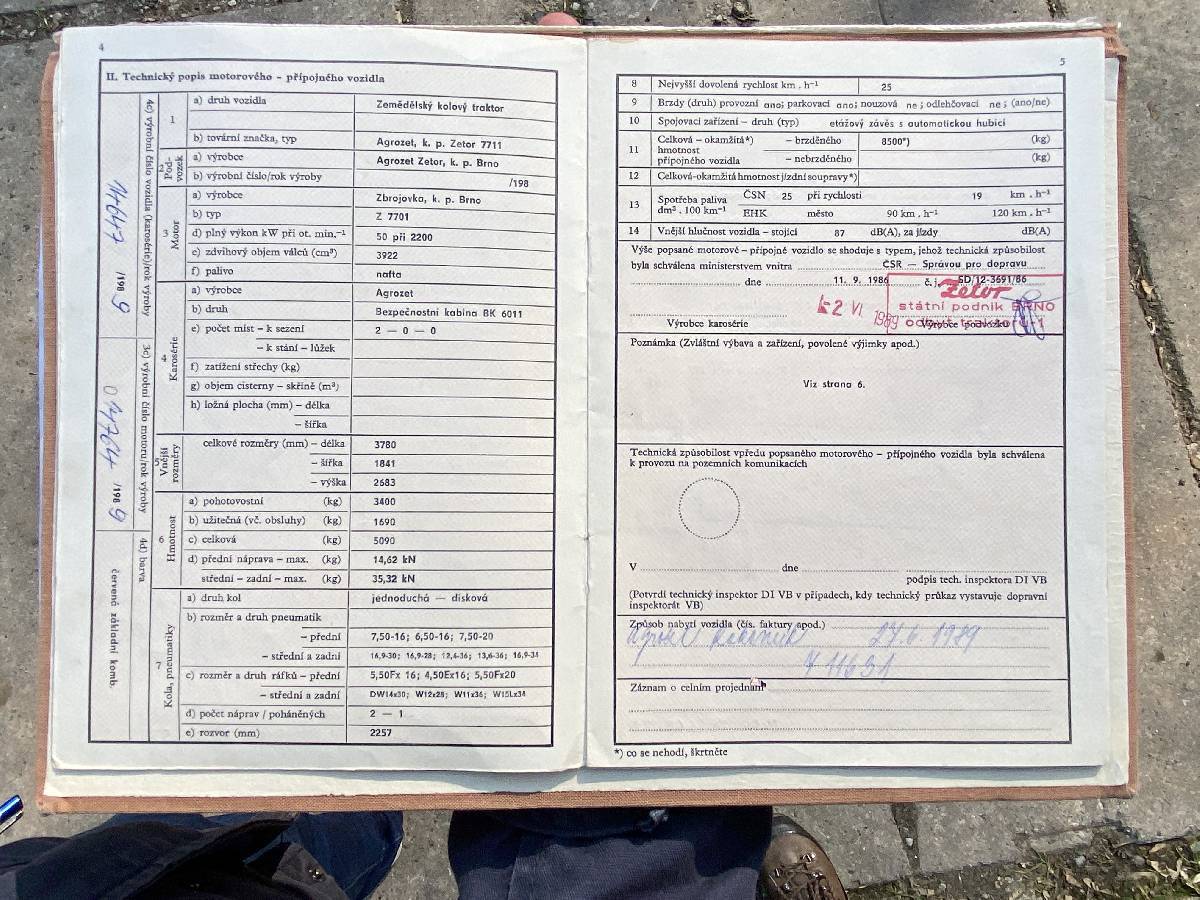 4
II. Technický popis motorového – přípojného vozidla
4c) výrobní číslo vozidla (karosérie)/rok výroby
14647 /198 9
3c) výrobní číslo motoru/rok výroby
/198 9
4d) barva
červená základní komb.
1
a) druh vozidla Zemědělský kolový traktor
b) tovární značka, typ Agrozet, k. p. Zetor 7711
2 Podvozek
a) výrobce Agrozet Zetor, k. p. Brno
b) výrobní číslo/rok výroby /198
3 Motor
a) výrobce Zbrojovka, k. p. Brno
b) typ Z 7701
d) plný výkon kW při ot. min.⁻¹ 50 při 2200
e) zdvihový objem válců (cm³) 3922
f) palivo nafta
4 Karosérie
a) výrobce Agrozet
b) druh Bezpečnostní kabina BK 6011
e) počet míst – k sezení 2 — 0 — 0
– k stání – lůžek
f) zatížení střechy (kg)
g) objem cisterny – skříně (m³)
h) ložná plocha (mm) – délka
– šířka
5 Vnější rozměry
celkové rozměry (mm) – délka 3780
– šířka 1841
– výška 2683
6 Hmotnost
a) pohotovostní (kg) 3400
b) užitečná (vč. obsluhy) (kg) 1690
c) celková (kg) 5090
d) přední náprava – max. (kg) 14,62 kN
střední – zadní – max. (kg) 35,32 kN
7 Kola, pneumatiky
a) druh kol jednoduchá — disková
b) rozměr a druh pneumatik
– přední 7,50-16; 6,50-16; 7,50-20
– střední a zadní 16,9-30; 16,9-28; 12,4-36; 13,6-36; 16,9-34
c) rozměr a druh ráfků – přední 5,50Fx 16; 4,50Ex16; 5,50Fx20
– střední a zadní DW14x30; W12x28; W11x36; W15Lx34
d) počet náprav / poháněných 2 — 1
e) rozvor (mm) 2257
5
8 Nejvyšší dovolená rychlost km . h⁻¹ 25
9 Brzdy (druh) provozní ano; parkovací ano; nouzová ne; odlehčovací ne; (ano/ne)
10 Spojovací zařízení – druh (typ) etážový závěs s automatickou hubicí
11 Celková – okamžitá*) – brzděného 8500*) (kg)
hmotnost
přípojného vozidla – nebrzděného (kg)
12 Celková-okamžitá hmotnost jízdní soupravy*)
13 Spotřeba paliva ČSN 25 při rychlosti 19 km . h⁻¹
dm³ . 100 km⁻¹ EHK město 90 km . h⁻¹ 120 km . h⁻¹
14 Vnější hlučnost vozidla – stojící 87 dB(A), za jízdy dB(A)
Výše popsané motorové – přípojné vozidlo se shoduje s typem, jehož technická způsobilost
byla schválena ministerstvem vnitra ČSR — Správou pro dopravu
dne 11. 9. 1986 č. j. SD/12-3691/86
Zetor
státní podnik BRNO
-2 VI. 1989
Výrobce karosérie Výrobce podvozku
Poznámka (Zvláštní výbava a zařízení, povolené výjimky apod.)
Viz strana 6.
Technická způsobilost vpředu popsaného motorového – přípojného vozidla byla schválena
k provozu na pozemních komunikacích
V dne
podpis tech. inspektora DI VB
(Potvrdí technický inspektor DI VB v případech, kdy technický průkaz vystavuje dopravní
inspektorát VB)
Způsob nabytí vozidla (čís. faktury apod.)
27.6. 1989
11631
Záznam o celním projednání
*) co se nehodí, škrtněte